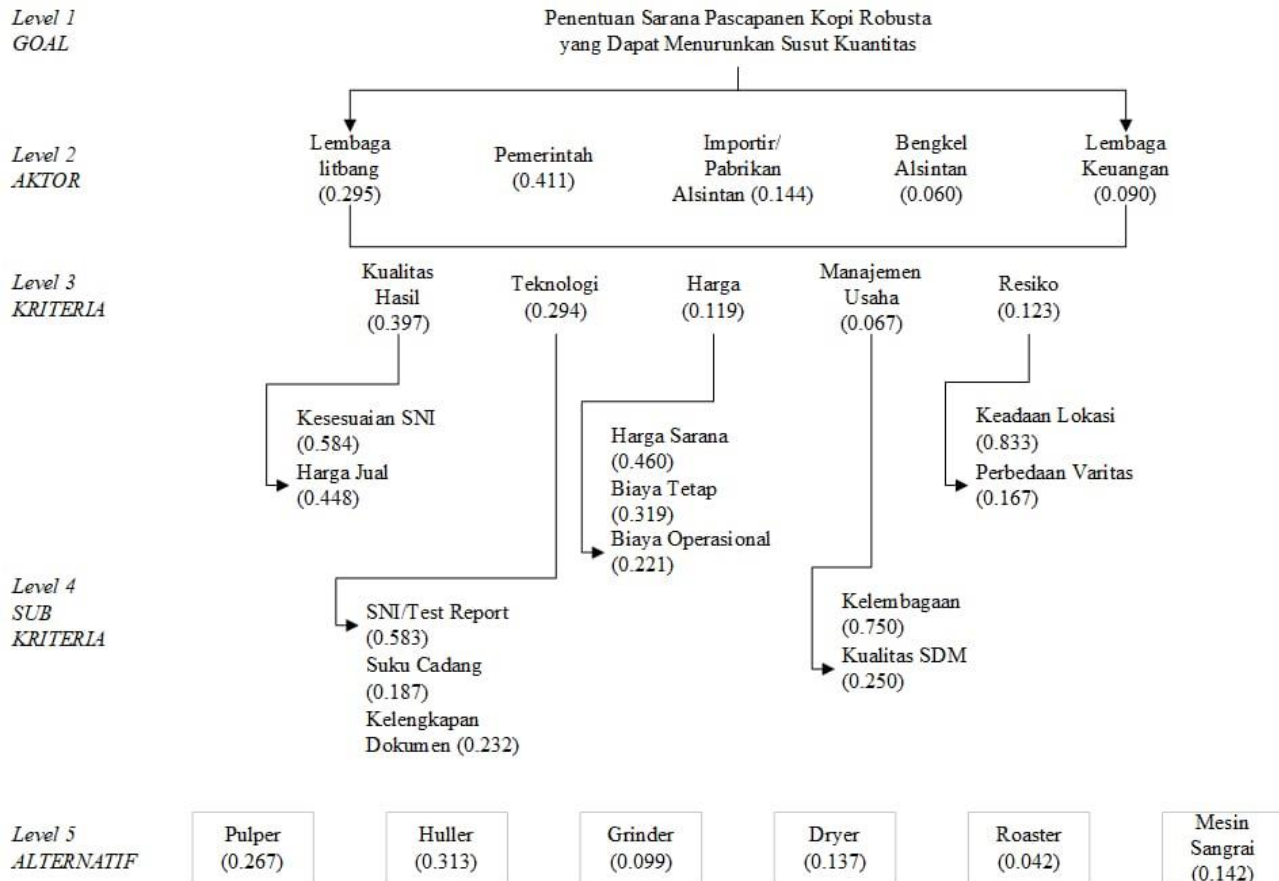 Level 1
GOAL
Penentuan Sarana Pascapanen Kopi Robusta
yang Dapat Menurunkan Susut Kuantitas
Level 2
AKTOR
Lembaga
litbang
(0.295)
Pemerintah
(0.411)
Importir/
Pabrikan
Alsintan (0.144)
Bengkel
Alsintan
(0.060)
Lembaga
Keuangan
(0.090)
Level 3
KRITERIA
Kualitas
Hasil
(0.397)
Teknologi
(0.294)
Harga
(0.119)
Manajemen
Usaha
(0.067)
Resiko
(0.123)
Kesesuaian SNI
(0.584)
Harga Jual
(0.448)
Harga Sarana
(0.460)
Biaya Tetap
(0.319)
Biaya Operasional
(0.221)
Keadaan Lokasi
(0.833)
Perbedaan Varitas
(0.167)
Level 4
SUB
KRITERIA
SNI/Test Report
(0.583)
Suku Cadang
(0.187)
Kelengkapan
Dokumen (0.232)
Kelembagaan
(0.750)
Kualitas SDM
(0.250)
Level 5
ALTERNATIF
Pulper
(0.267)
Huller
(0.313)
Grinder
(0.099)
Dryer
(0.137)
Roaster
(0.042)
Mesin
Sangrai
(0.142)